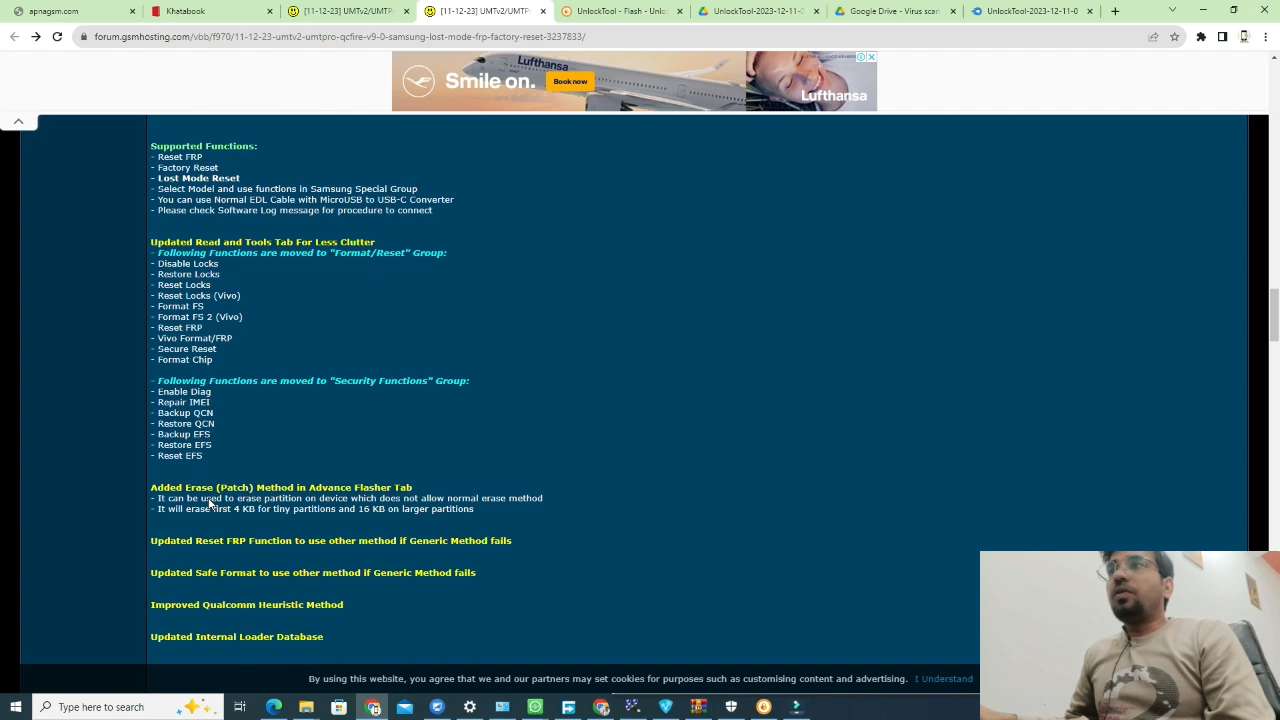 apnagsm.com
Khatabook
[11-12-23] UMTv2/UMTP
[11-12-23] UMTv2/UMTP
UnlockTool - Flash - Unlo
UnlockTool-2023-12-11-0
Google Drive - Virus scan
UnlockTool-2023-12-11-0
forum.gsmhosting.com/vbb/f970/11-12-23-umtv2-umtpro-qcfire-v9-0-samsung-lost-mode-frp-factory-reset-3237833/
Lufthansa
Smile on.
Book now
Lufthansa
Supported Functions:
- Reset FRP
- Factory Reset
- Lost Mode Reset
- Select Model and use functions in Samsung Special Group
- You can use Normal EDL Cable with MicroUSB to USB-C Converter
- Please check Software Log message for procedure to connect
Updated Read and Tools Tab For Less Clutter
- Following Functions are moved to "Format/Reset" Group:
- Disable Locks
- Restore Locks
- Reset Locks
- Reset Locks (Vivo)
- Format FS
- Format FS 2 (Vivo)
- Reset FRP
- Vivo Format/FRP
- Secure Reset
- Format Chip
- Following Functions are moved to "Security Functions" Group:
- Enable Diag
- Repair IMEI
- Backup QCN
- Restore QCN
- Backup EFS
- Restore EFS
- Reset EFS
Added Erase (Patch) Method in Advance Flasher Tab
- It can be used to erase partition on device which does not allow normal erase method
- It will erase first 4 KB for tiny partitions and 16 KB on larger partitions
Updated Reset FRP Function to use other method if Generic Method fails
Updated Safe Format to use other method if Generic Method fails
Improved Qualcomm Heuristic Method
Updated Internal Loader Database
By using this website, you agree that we and our partners may set cookies for purposes such as customising content and advertising. I Understand
Type here to search